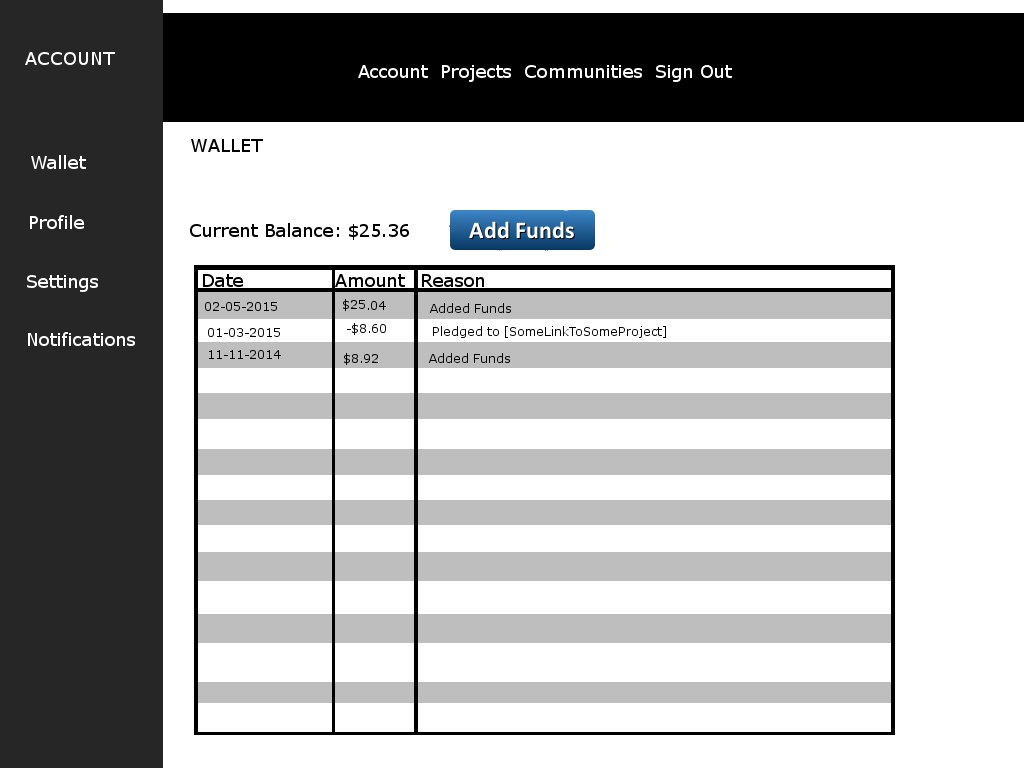 ACCOUNT
Account Projects Communities Sign Out
WALLET
Wallet
Profile
Settings
Notifications
Current Balance: $25.36
Add Funds
Date Amount Reason
02-05-2015 $25.04 Added Funds
01-03-2015 -$8.60 Pledged to [SomeLinkToSomeProject]
11-11-2014 $8.92 Added Funds